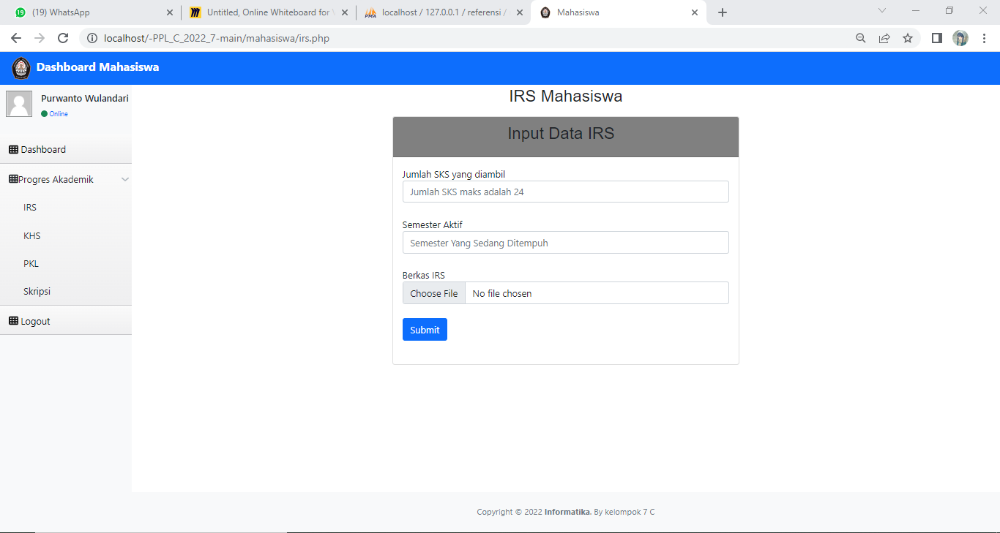 (19) WhatsApp
Untitled, Online Whiteboard for
localhost / 127.0.0.1 / referensi /
Mahasiswa
localhost/-PPL_C_2022_7-main/mahasiswa/irs.php
Dashboard Mahasiswa
Purwanto Wulandari
Online
Dashboard
Progres Akademik
IRS
KHS
PKL
Skripsi
Logout
IRS Mahasiswa
Input Data IRS
Jumlah SKS yang diambil
Jumlah SKS maks adalah 24
Semester Aktif
Semester Yang Sedang Ditempuh
Berkas IRS
Choose File No file chosen
Submit
Copyright © 2022 Informatika. By kelompok 7 C